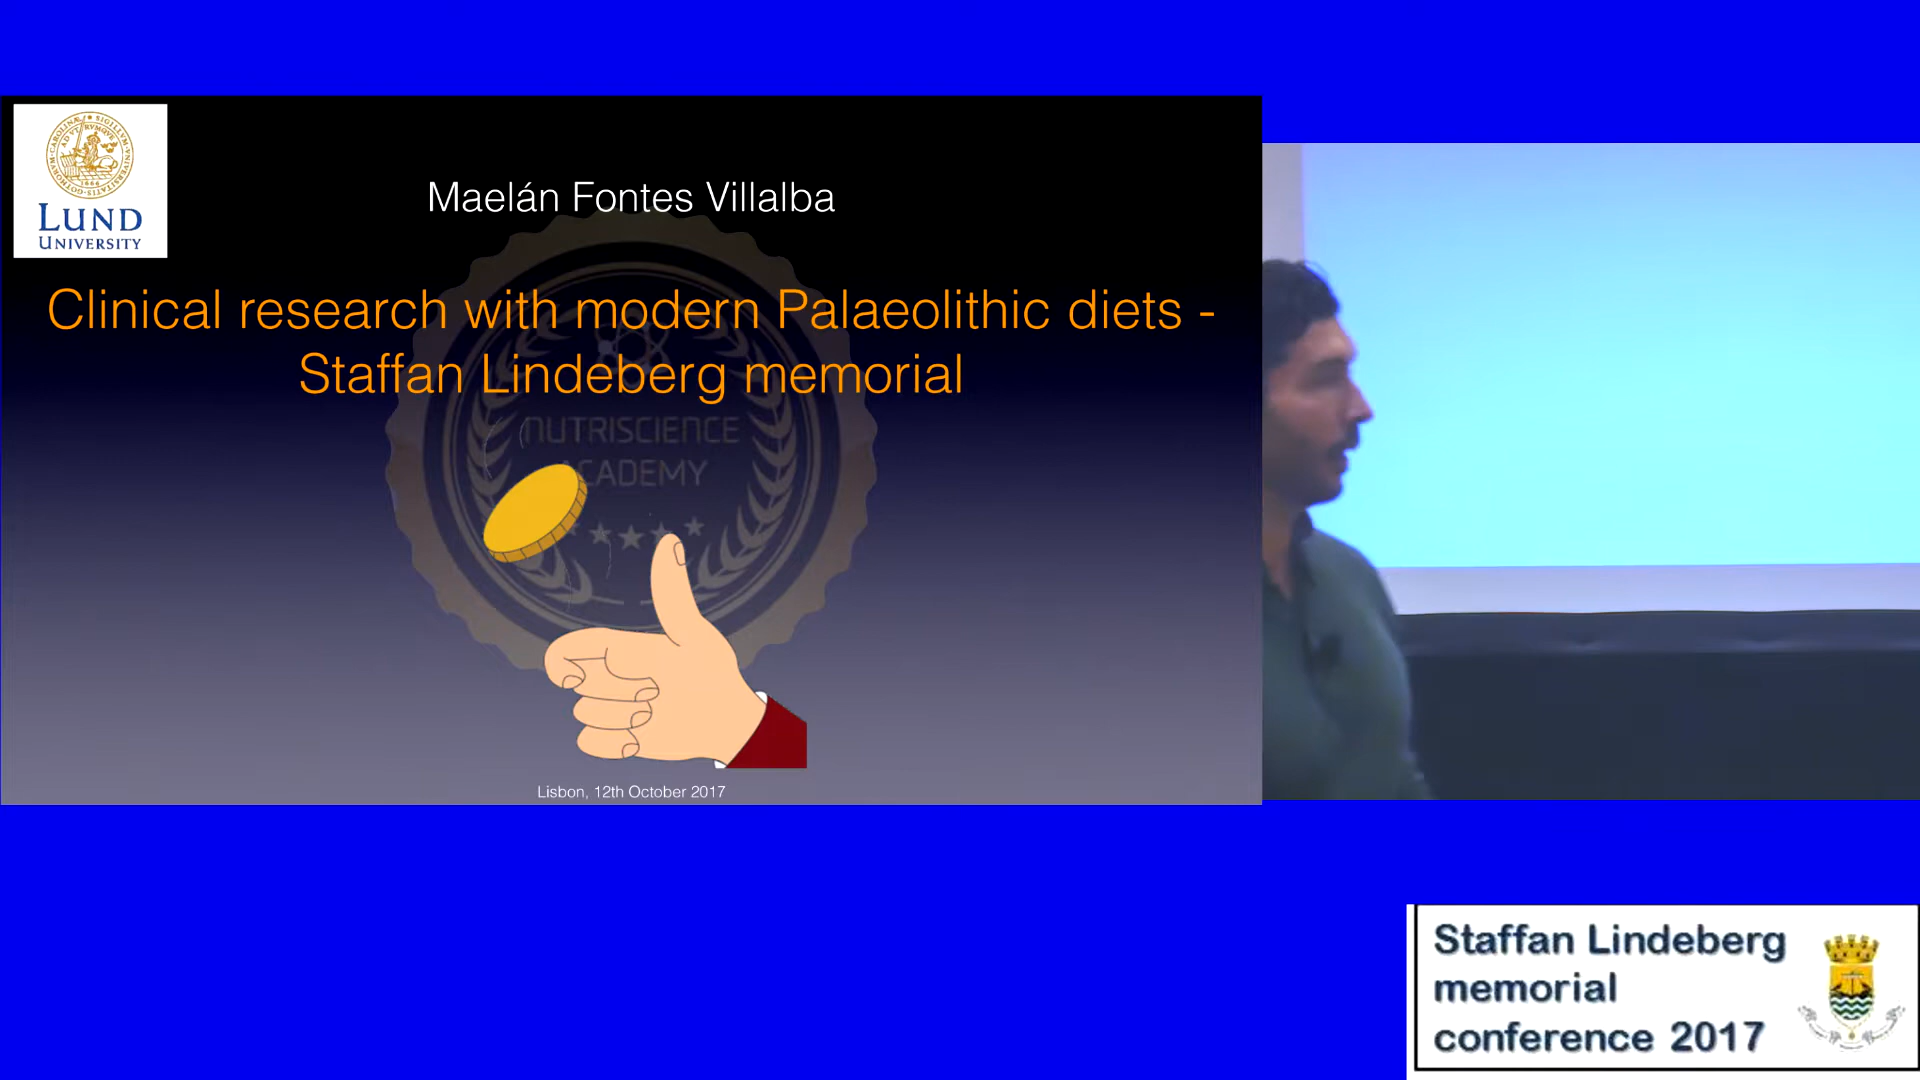 LUND
UNIVERSITY
Maelán Fontes Villalba
Clinical research with modern Palaeolithic diets -
Staffan Lindeberg memorial
NUTRISCIENCE
ACADEMY
Lisbon, 12th October 2017
Staffan Lindeberg
memorial
conference 2017